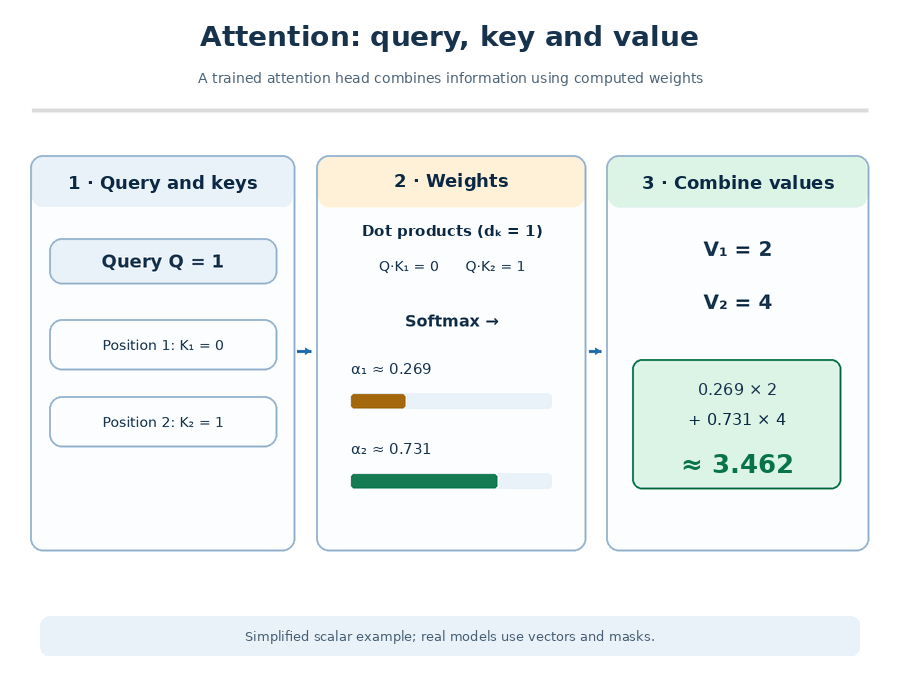 Attention: query, key and value
A trained attention head combines information using computed weights
1 · Query and keys
Query Q = 1
Position 1: K₁ = 0
Position 2: K₂ = 1
2 · Weights
Dot products (dₖ = 1)
Q·K₁ = 0 Q·K₂ = 1
Softmax →
α₁ ≈ 0.269
α₂ ≈ 0.731
3 · Combine values
V₁ = 2
V₂ = 4
0.269 × 2
+ 0.731 × 4
≈ 3.462
Simplified scalar example; real models use vectors and masks.